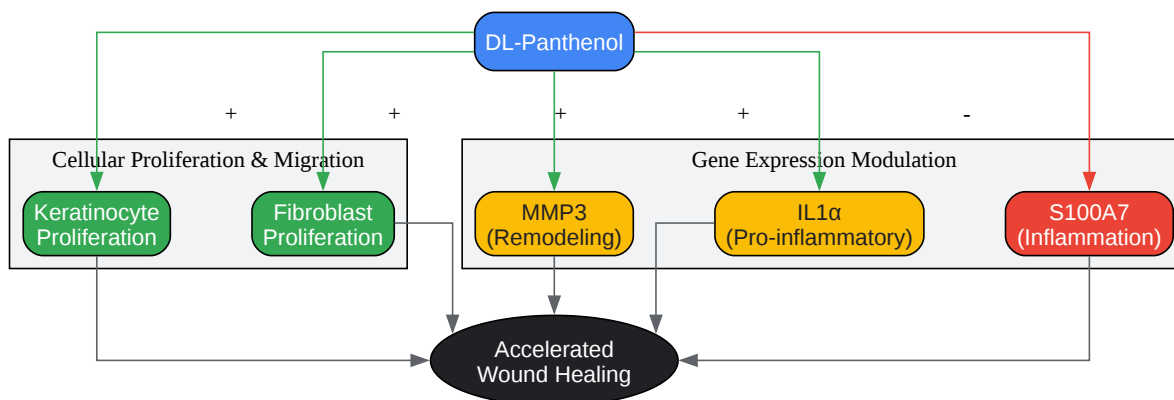 DL-Panthenol
+ + + + -
Cellular Proliferation & Migration
Gene Expression Modulation
Keratinocyte
Proliferation
Fibroblast
Proliferation
MMP3
(Remodeling)
IL1α
(Pro-inflammatory)
S100A7
(Inflammation)
Accelerated
Wound Healing